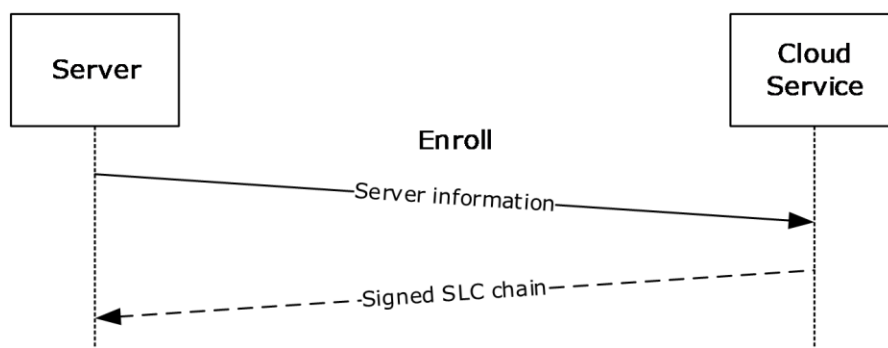 Server
Cloud
Service
Enroll
Server information
Signed SLC chain